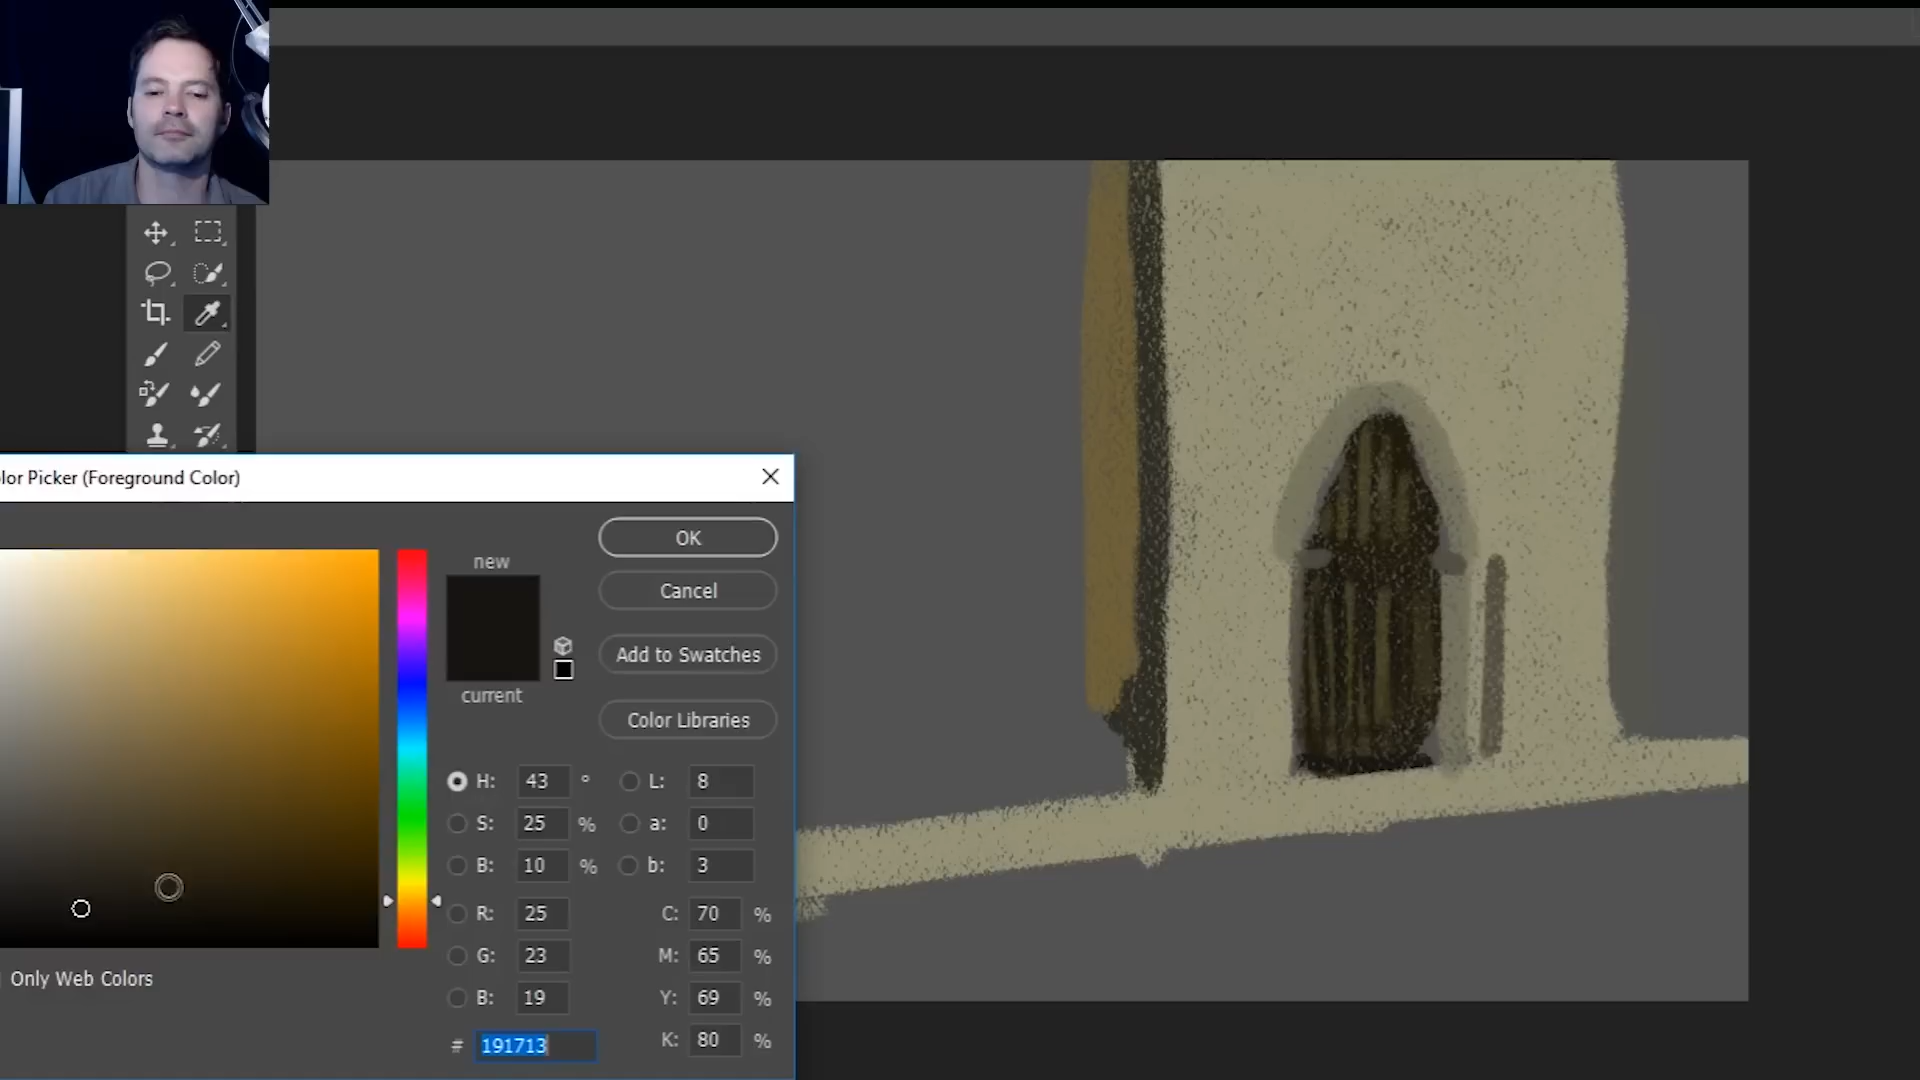 olor Picker (Foreground Color)
OK
new
Cancel
Add to Swatches
current
Color Libraries
H: 43 ° L: 8
S: 25 % a: 0
B: 10 % b: 3
R: 25 C: 70 %
G: 23 M: 65 %
Only Web Colors
B: 19 Y: 69 %
# 191713 K: 80 %